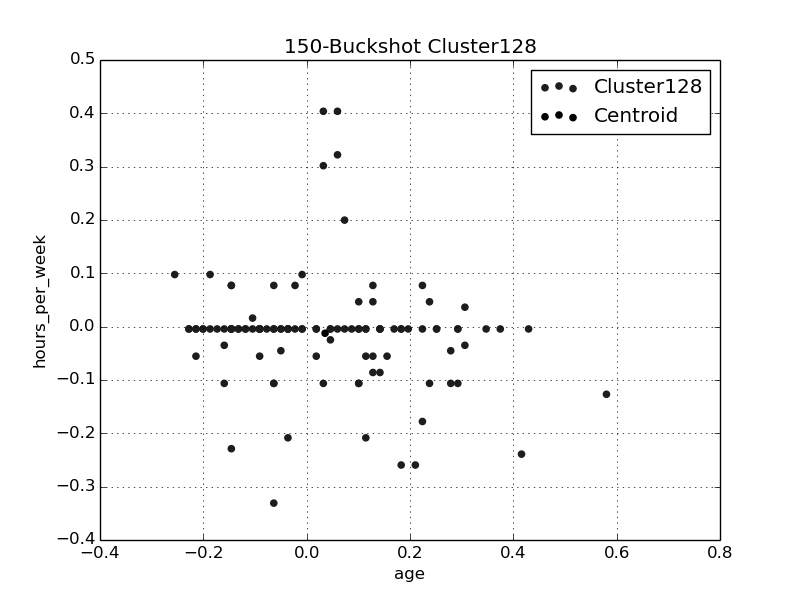 150-Buckshot Cluster128
Cluster128
Centroid
0.5
0.4
0.3
0.2
0.1
0.0
−0.1
−0.2
−0.3
−0.4
hours_per_week
−0.4 −0.2 0.0 0.2 0.4 0.6 0.8
age